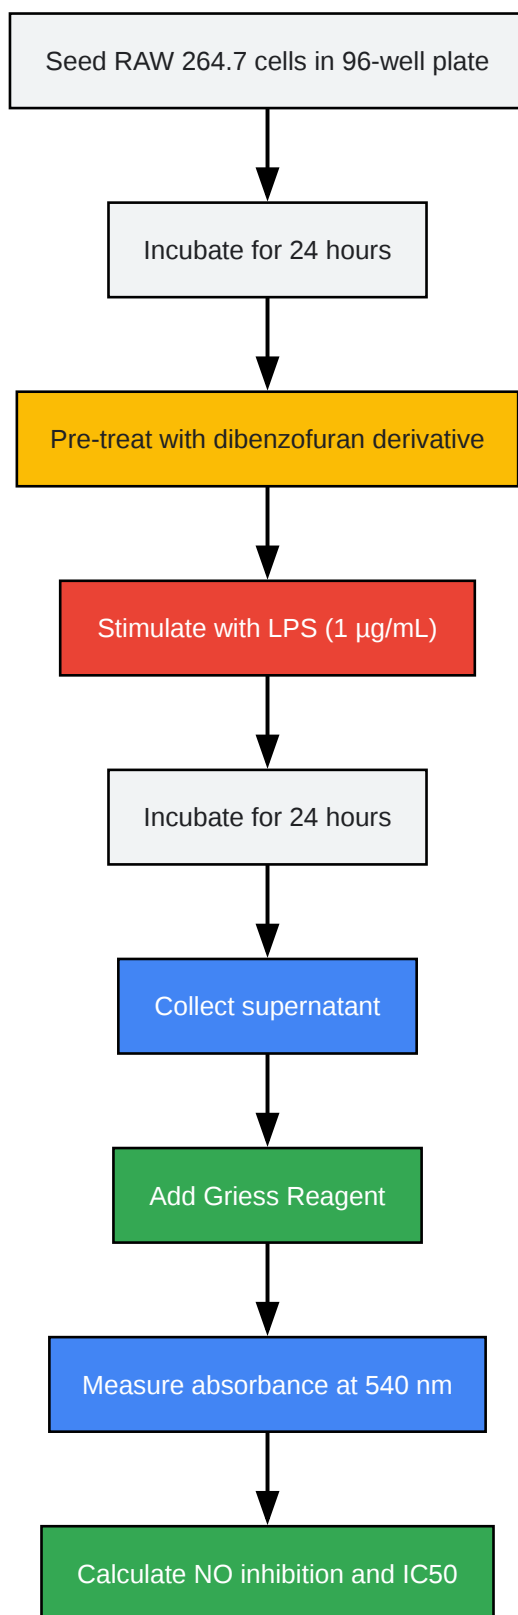 Seed RAW 264.7 cells in 96-well plate
Incubate for 24 hours
Pre-treat with dibenzofuran derivative
Stimulate with LPS (1 µg/mL)
Incubate for 24 hours
Collect supernatant
Add Griess Reagent
Measure absorbance at 540 nm
Calculate NO inhibition and IC50